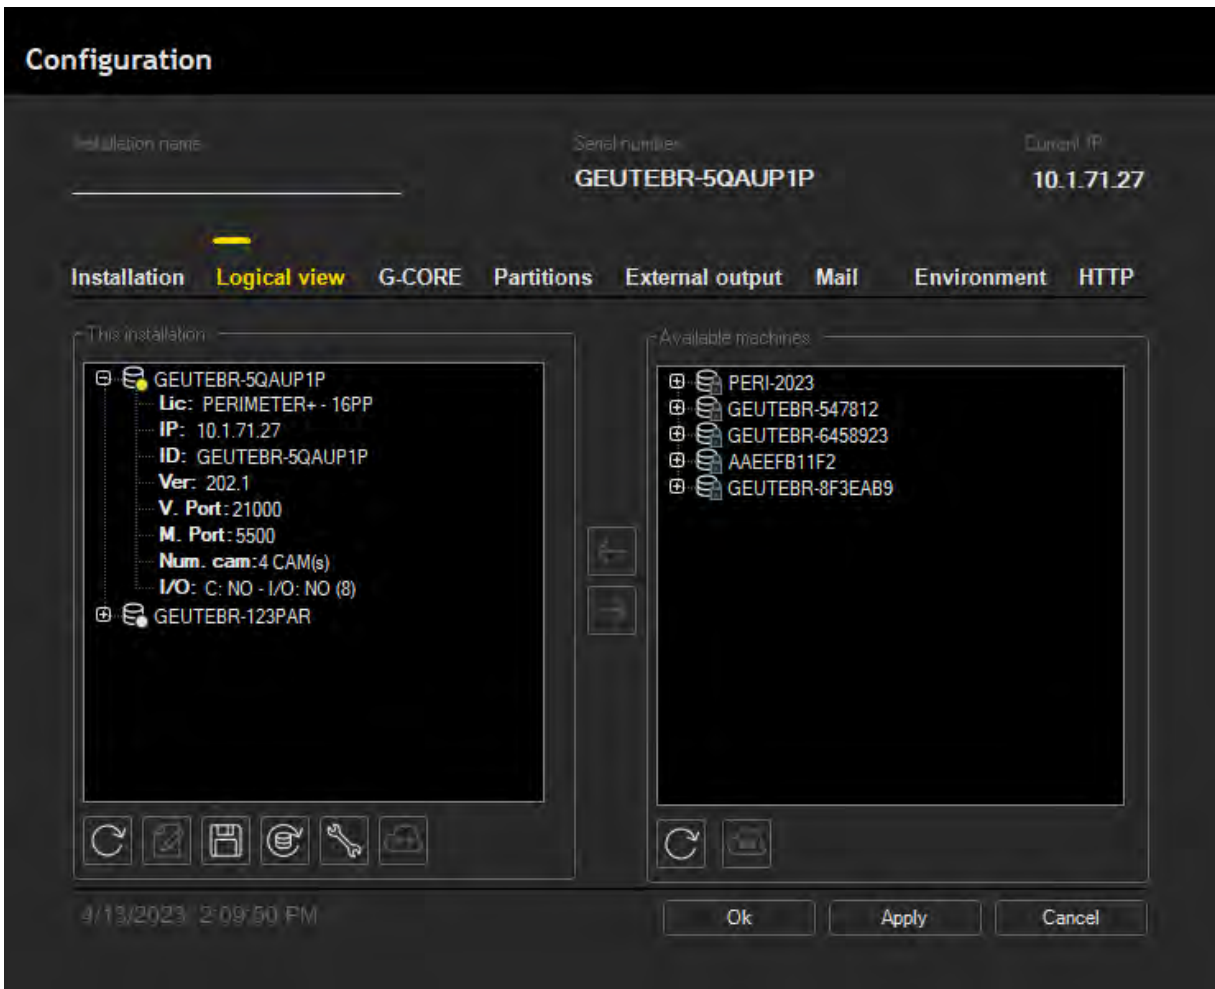 Configuration
Installation name
Serial number
Current IP
GEUTEBR-5QAUP1P
10.1.71.27
Installation Logical view G-CORE Partitions External output Mail Environment HTTP
This installation
GEUTEBR-5QAUP1P
Lic: PERIMETER+ - 16PP
IP: 10.1.71.27
ID: GEUTEBR-5QAUP1P
Ver: 202.1
V. Port: 21000
M. Port: 5500
Num. cam: 4 CAM(s)
I/O: C: NO - I/O: NO (8)
GEUTEBR-123PAR
Available machines
PERI-2023
GEUTEBR-547812
GEUTEBR-6458923
AAEEFB11F2
GEUTEBR-8F3EAB9
4/13/2023 2:09:50 PM
Ok Apply Cancel